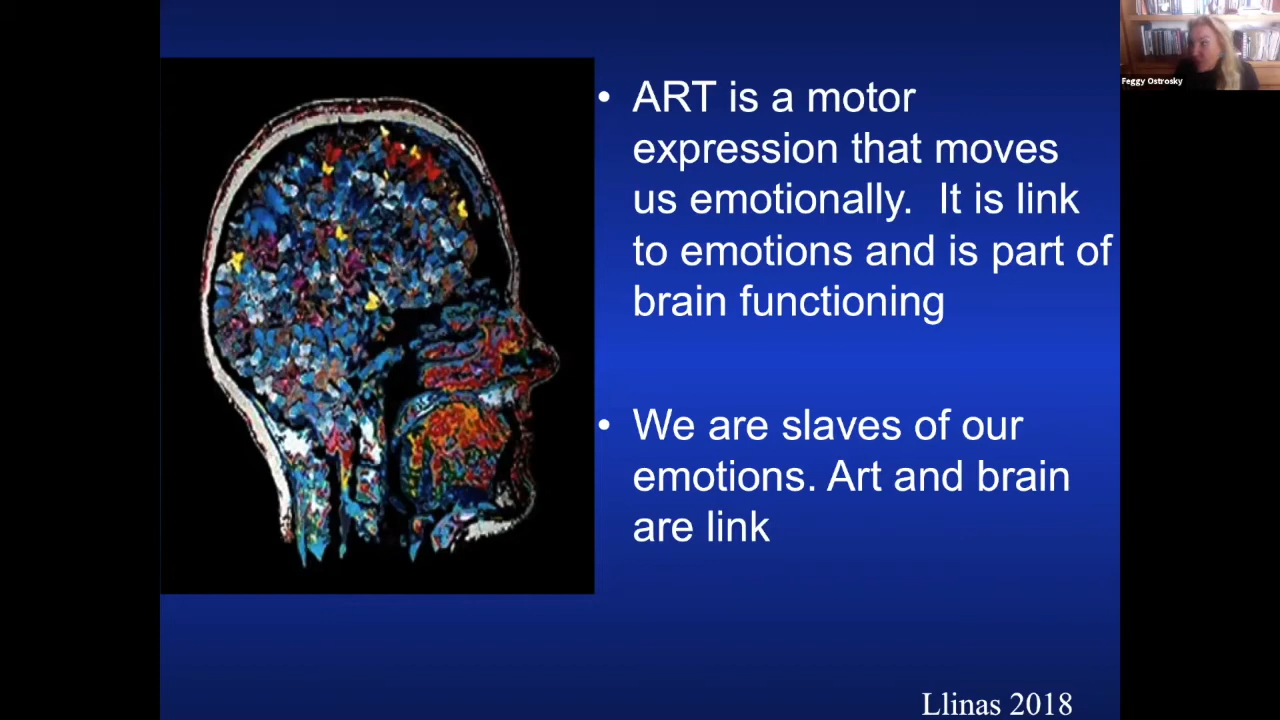 Feggy Ostrosky
• ART is a motor
expression that moves
us emotionally.  It is link
to emotions and is part of
brain functioning
• We are slaves of our
emotions. Art and brain
are link
Llinas 2018